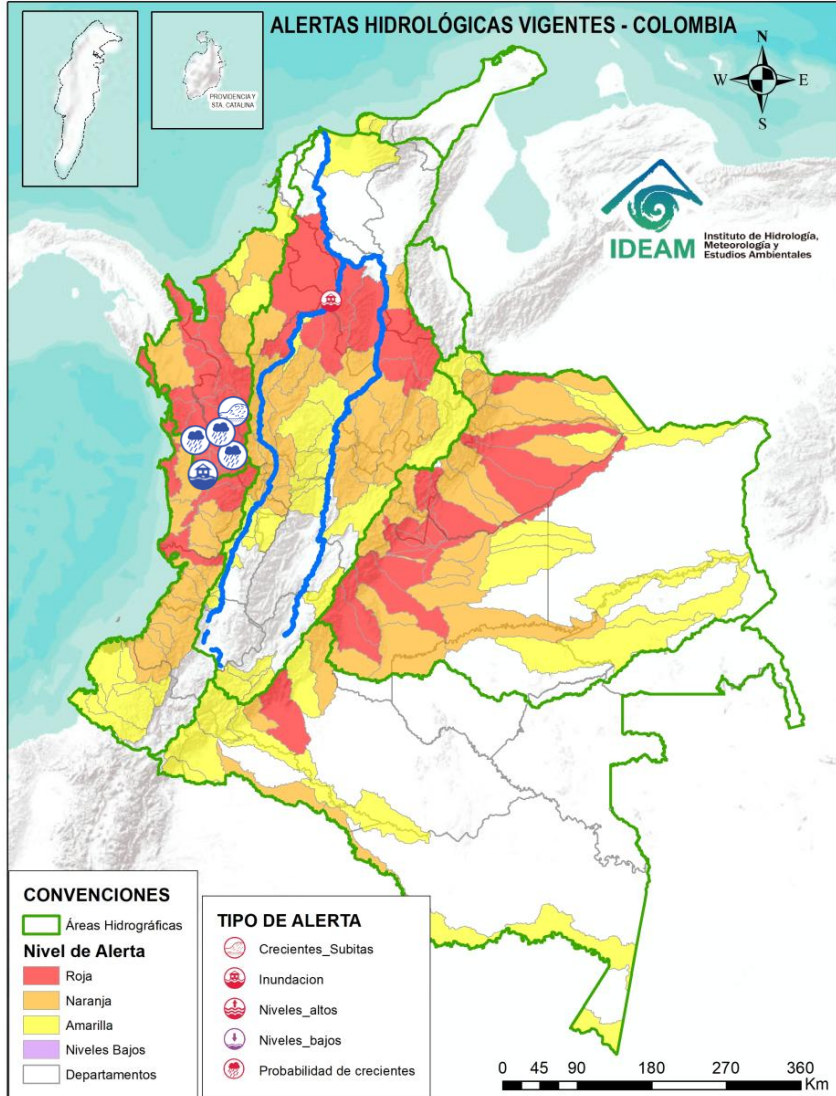 ALERTAS HIDROLÓGICAS VIGENTES - COLOMBIA
PROVIDENCIA Y
STA. CATALINA
N
W
E
S
IDEAM
Instituto de Hidrología,
Meteorología y
Estudios Ambientales
CONVENCIONES
Áreas Hidrográficas
Nivel de Alerta
Roja
Naranja
Amarilla
Niveles Bajos
Departamentos
TIPO DE ALERTA
Crecientes_Subitas
Inundacion
Niveles_altos
Niveles_bajos
Probabilidad de crecientes
0 45 90 180 270 360
Km